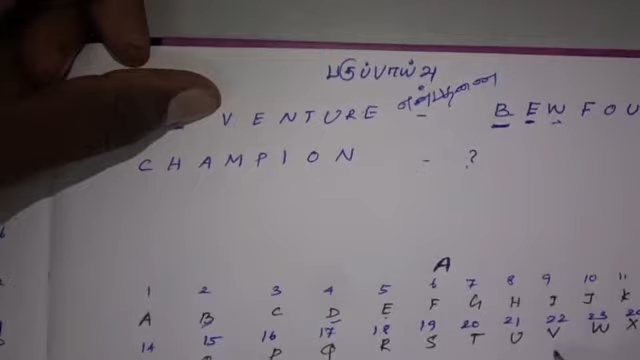 பகுப்பாய்வு
V E N T U R E என்பதனை - B E W F O U
C H A M P I O N - ?
A
1 2 3 4 5 6 7 8 9 10 11
A B C D E F G H I J K
14 15 16 17 18 19 20 21 22 23
P Q R S T U V W X